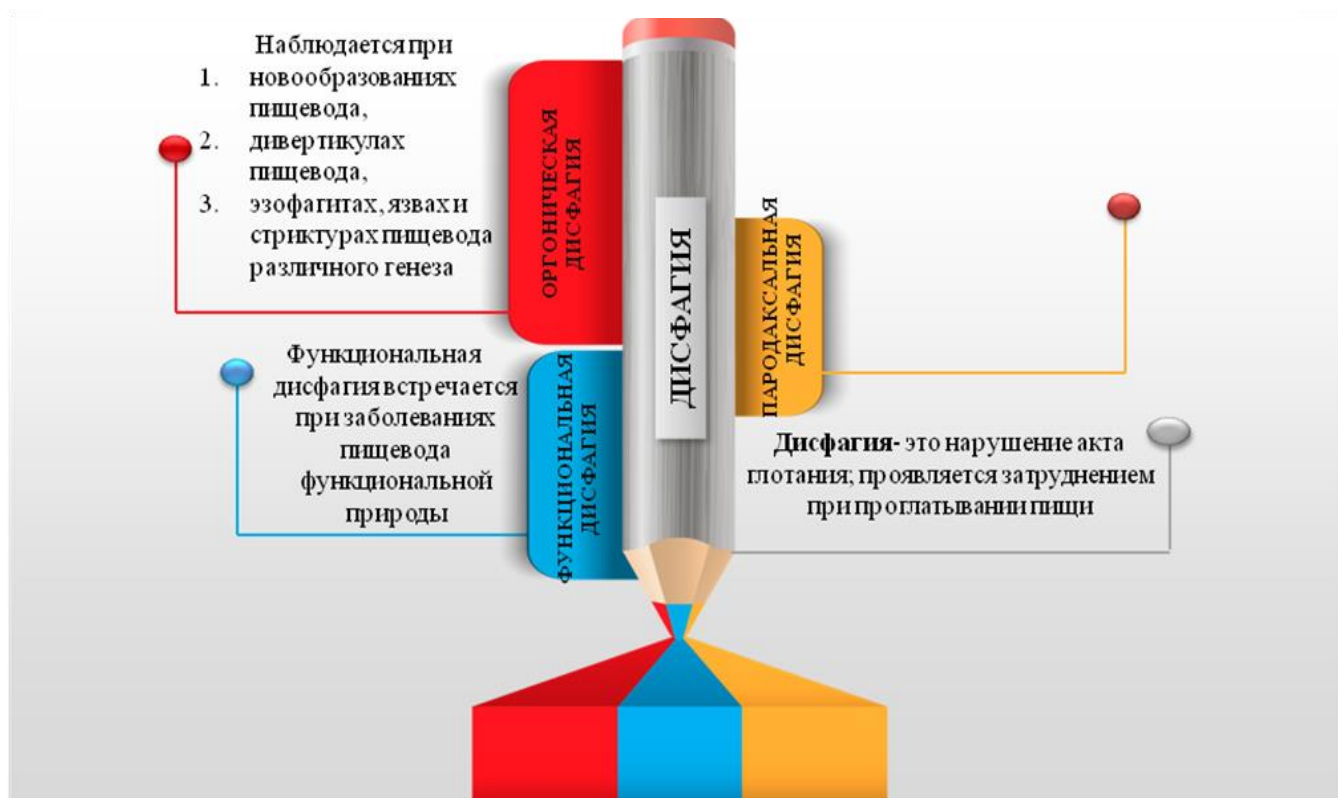 Наблюдается при
1. новообразованиях
пищевода,
2. дивертикулах
пищевода,
3. эзофагитах, язвах и
стриктурах пищевода
различного генеза
ОРГОНИЧЕСКАЯ
ДИСФАГИЯ
Функциональная
дисфагия встречается
при заболеваниях
пищевода
функциональной
природы
ФУНКЦИОНАЛЬНАЯ
ДИСФАГИЯ
ДИСФАГИЯ
ПАРОДАКСАЛЬНАЯ
ДИСФАГИЯ
Дисфагия- это нарушение акта
глотания; проявляется затруднением
при проглатывании пищи